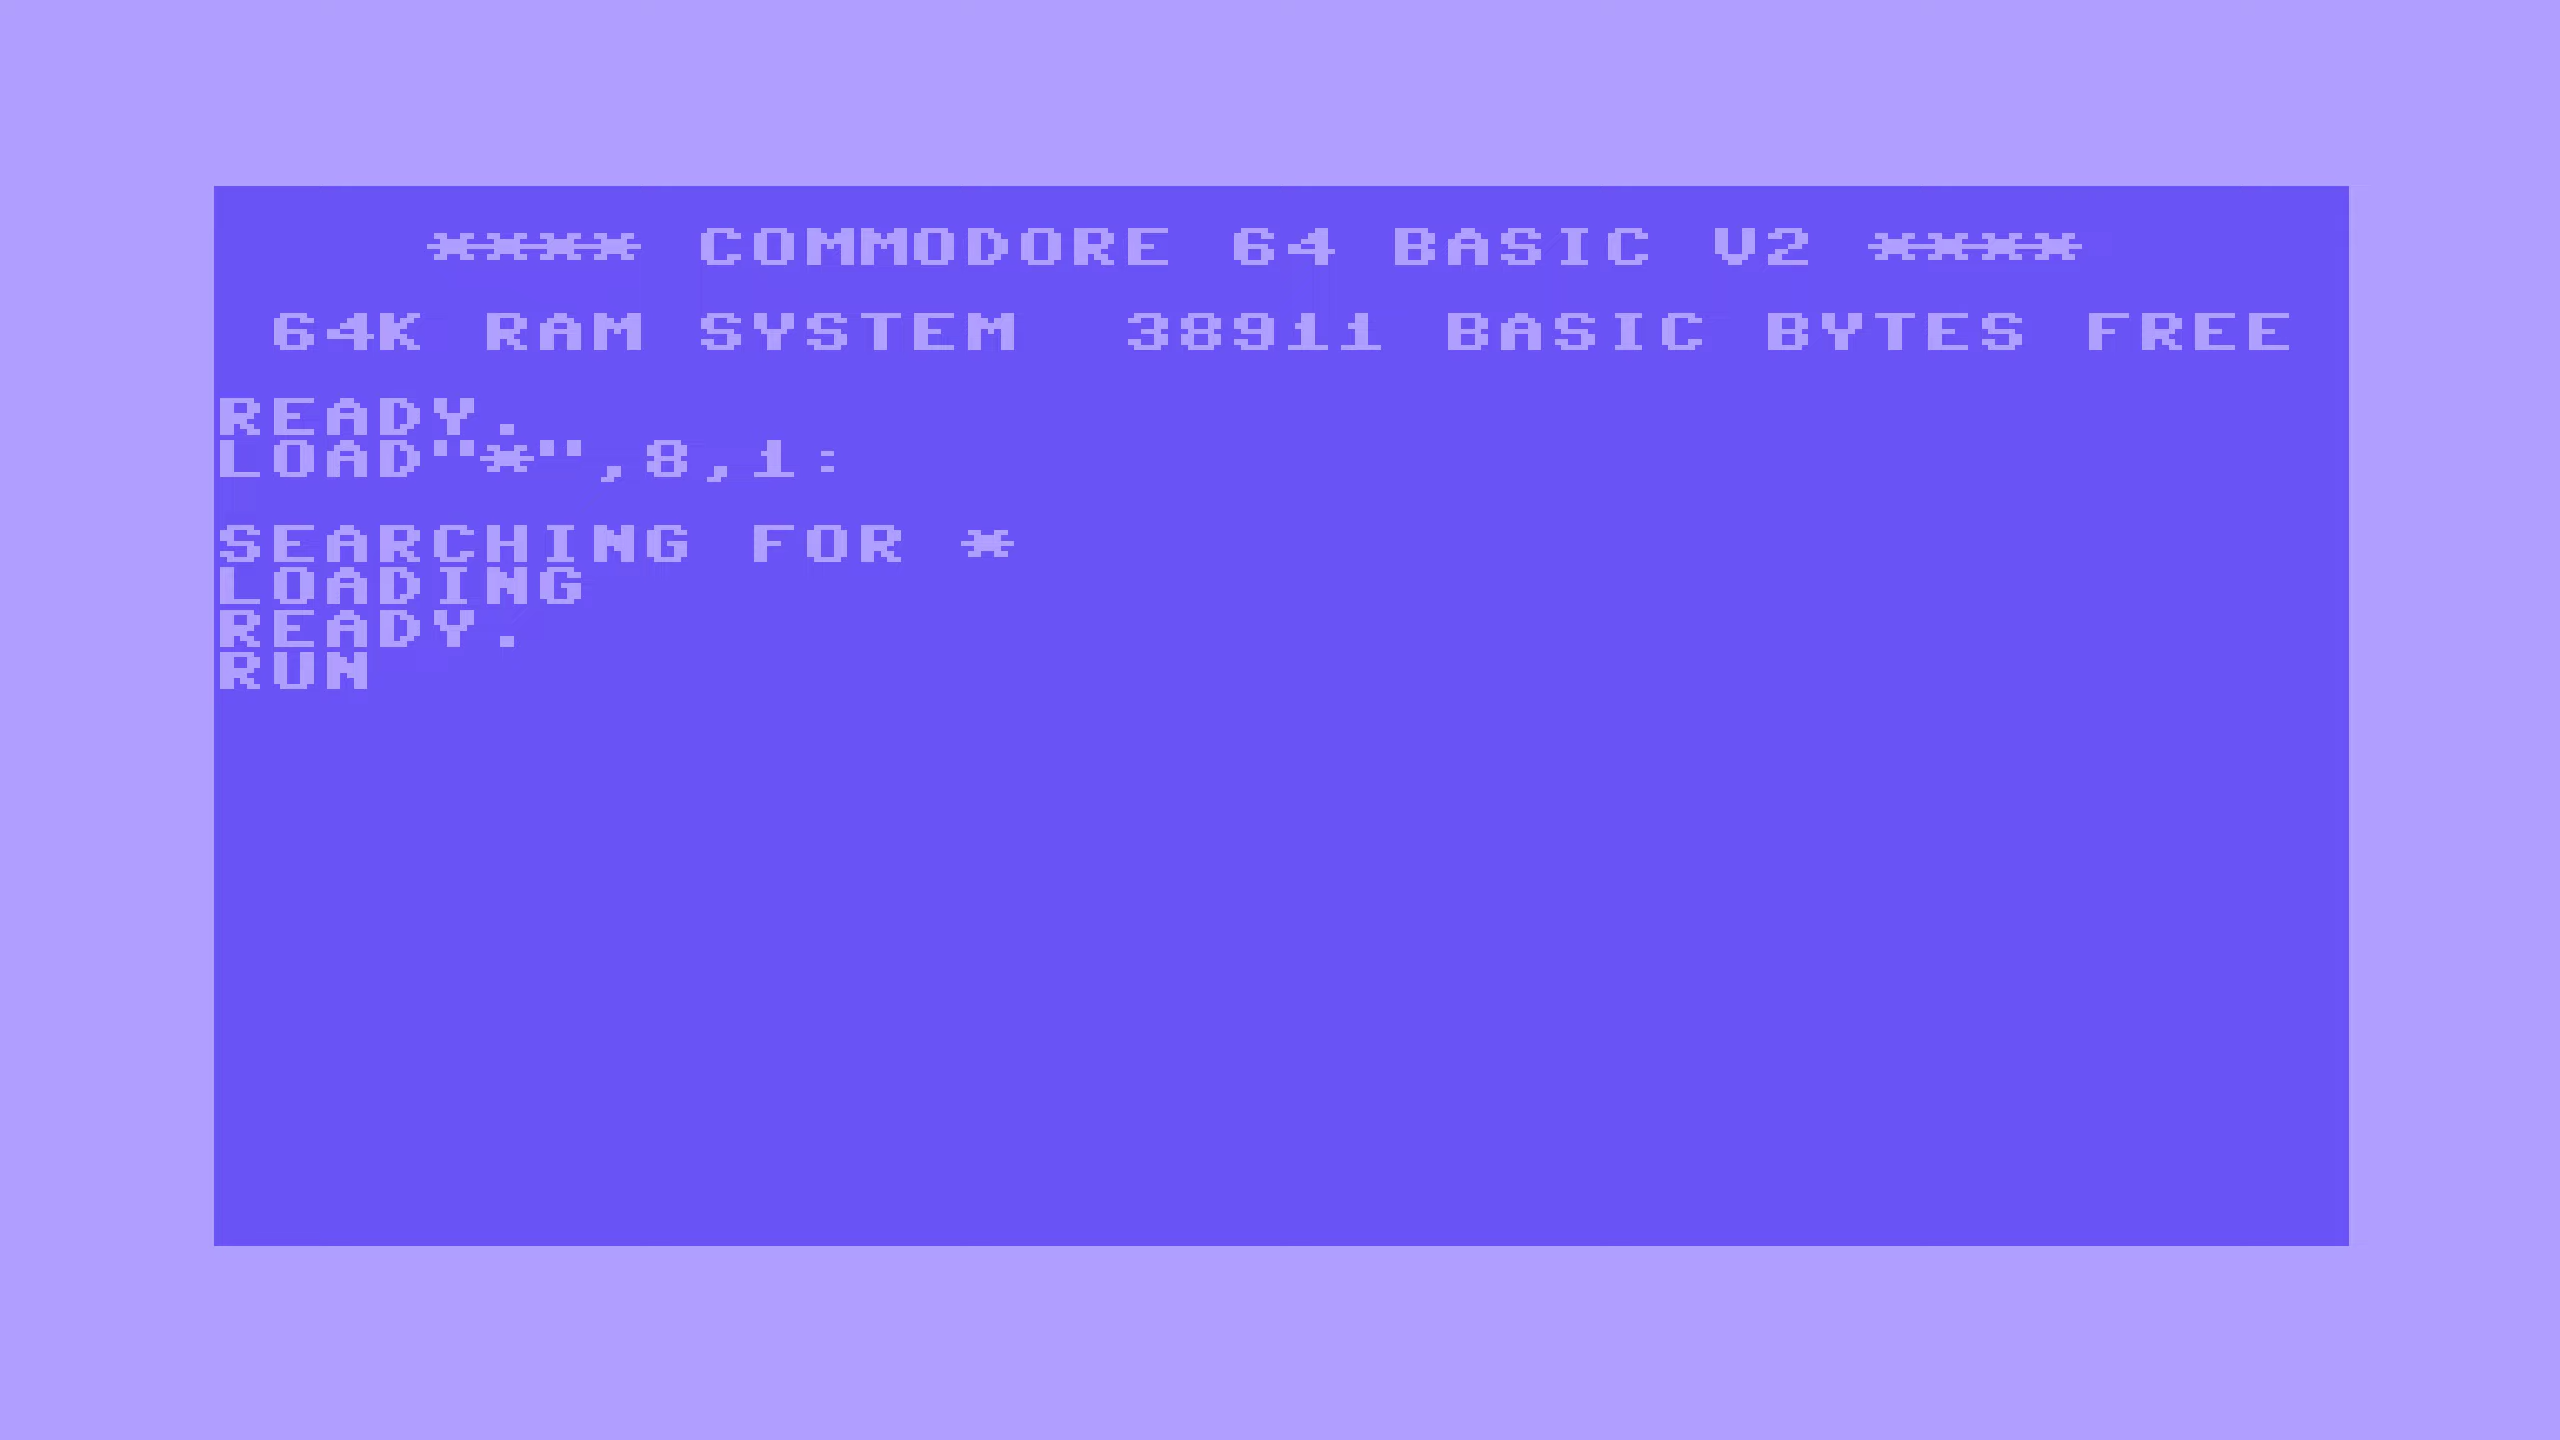 **** COMMODORE 64 BASIC V2 ****
64K RAM SYSTEM  38911 BASIC BYTES FREE
READY.
LOAD"*",8,1:
SEARCHING FOR *
LOADING
READY.
RUN